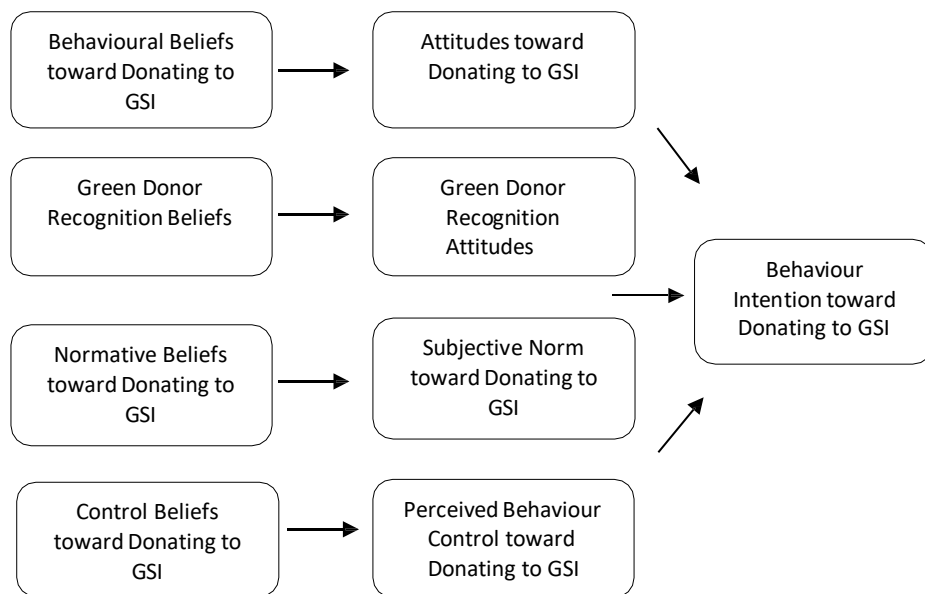 Behavioural Beliefs
toward Donating to
GSI
Attitudes toward
Donating to GSI
Green Donor
Recognition Beliefs
Green Donor
Recognition
Attitudes
Behaviour
Intention toward
Donating to GSI
Normative Beliefs
toward Donating to
GSI
Subjective Norm
toward Donating to
GSI
Control Beliefs
toward Donating to
GSI
Perceived Behaviour
Control toward
Donating to GSI